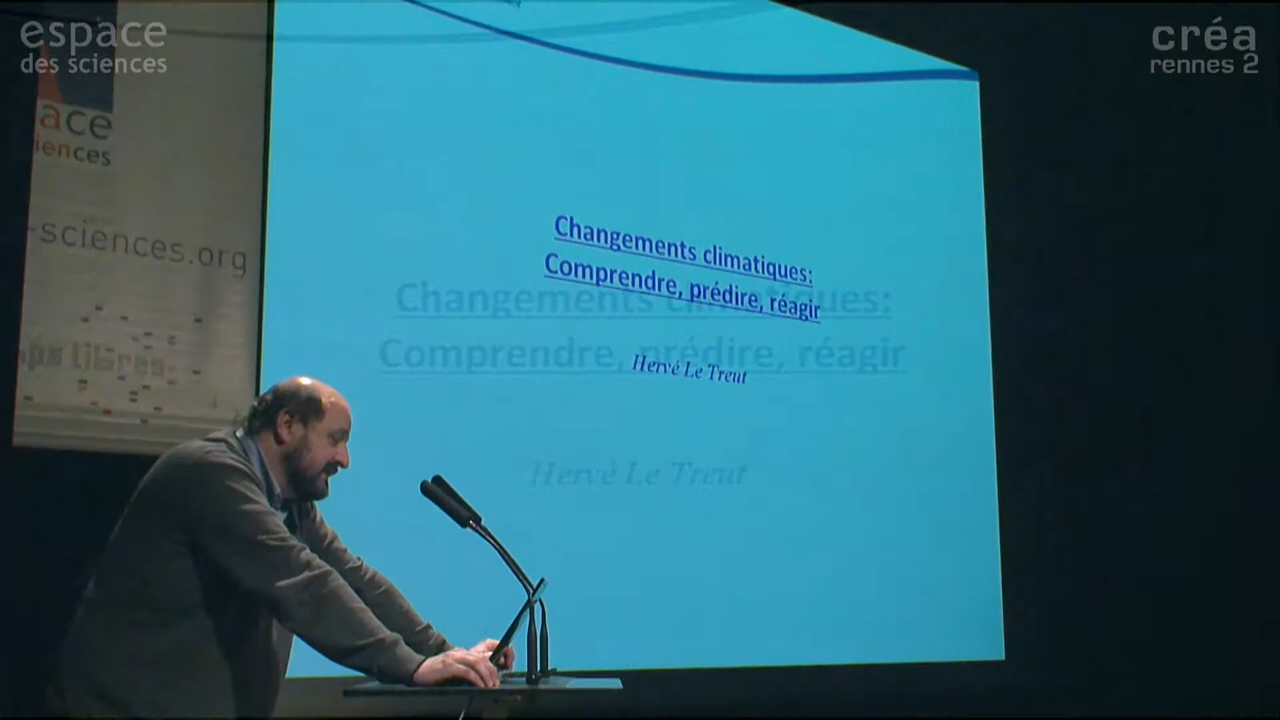 espace
des sciences
créa
rennes 2
ace
iences
-sciences.org
Changements climatiques:
Comprendre, prédire, réagir
Hervé Le Treut
Changements climatiques:
Comprendre, prédire, réagir
Hervé Le Treut